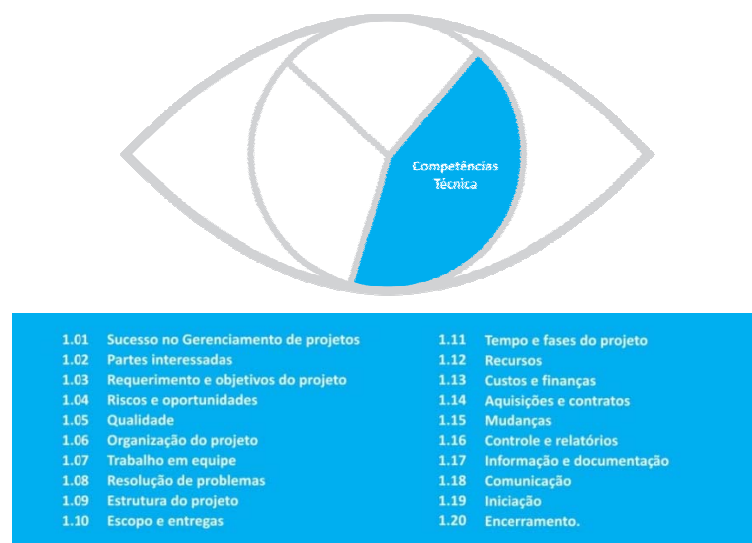 Competências
Técnica
1.01 Sucesso no Gerenciamento de projetos
1.02 Partes interessadas
1.03 Requerimento e objetivos do projeto
1.04 Riscos e oportunidades
1.05 Qualidade
1.06 Organização do projeto
1.07 Trabalho em equipe
1.08 Resolução de problemas
1.09 Estrutura do projeto
1.10 Escopo e entregas
1.11 Tempo e fases do projeto
1.12 Recursos
1.13 Custos e finanças
1.14 Aquisições e contratos
1.15 Mudanças
1.16 Controle e relatórios
1.17 Informação e documentação
1.18 Comunicação
1.19 Iniciação
1.20 Encerramento.